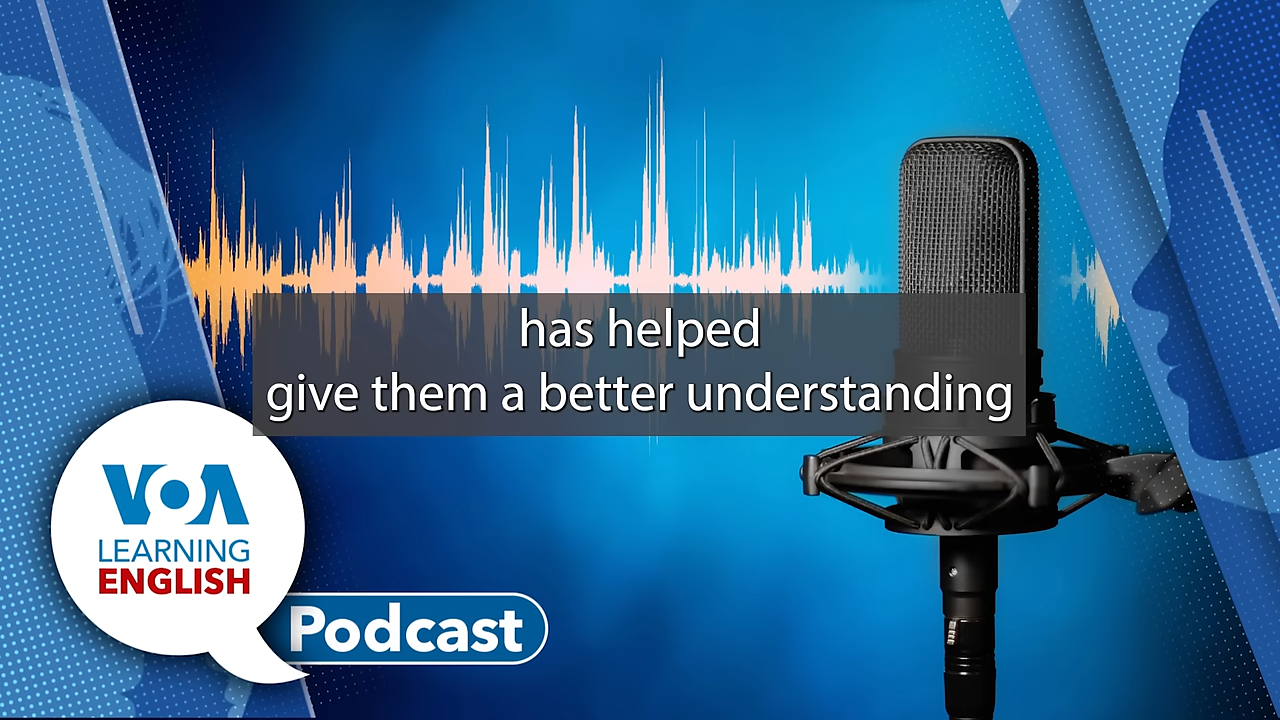 has helped
give them a better understanding
VOA
LEARNING
ENGLISH
Podcast